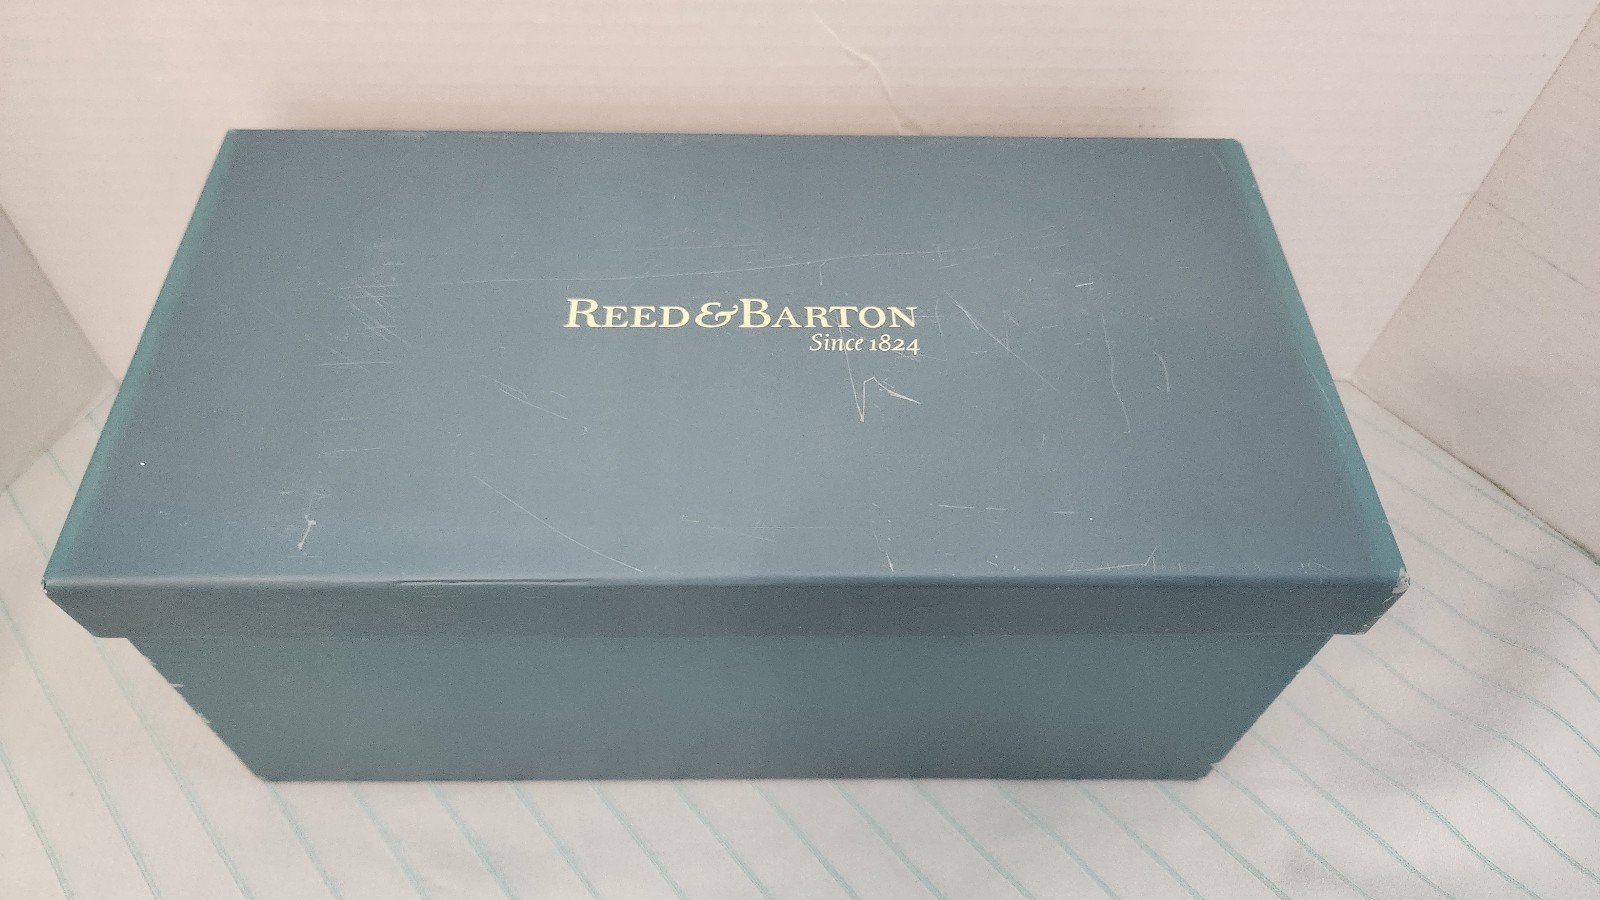 REED & BARTON
Since 1824